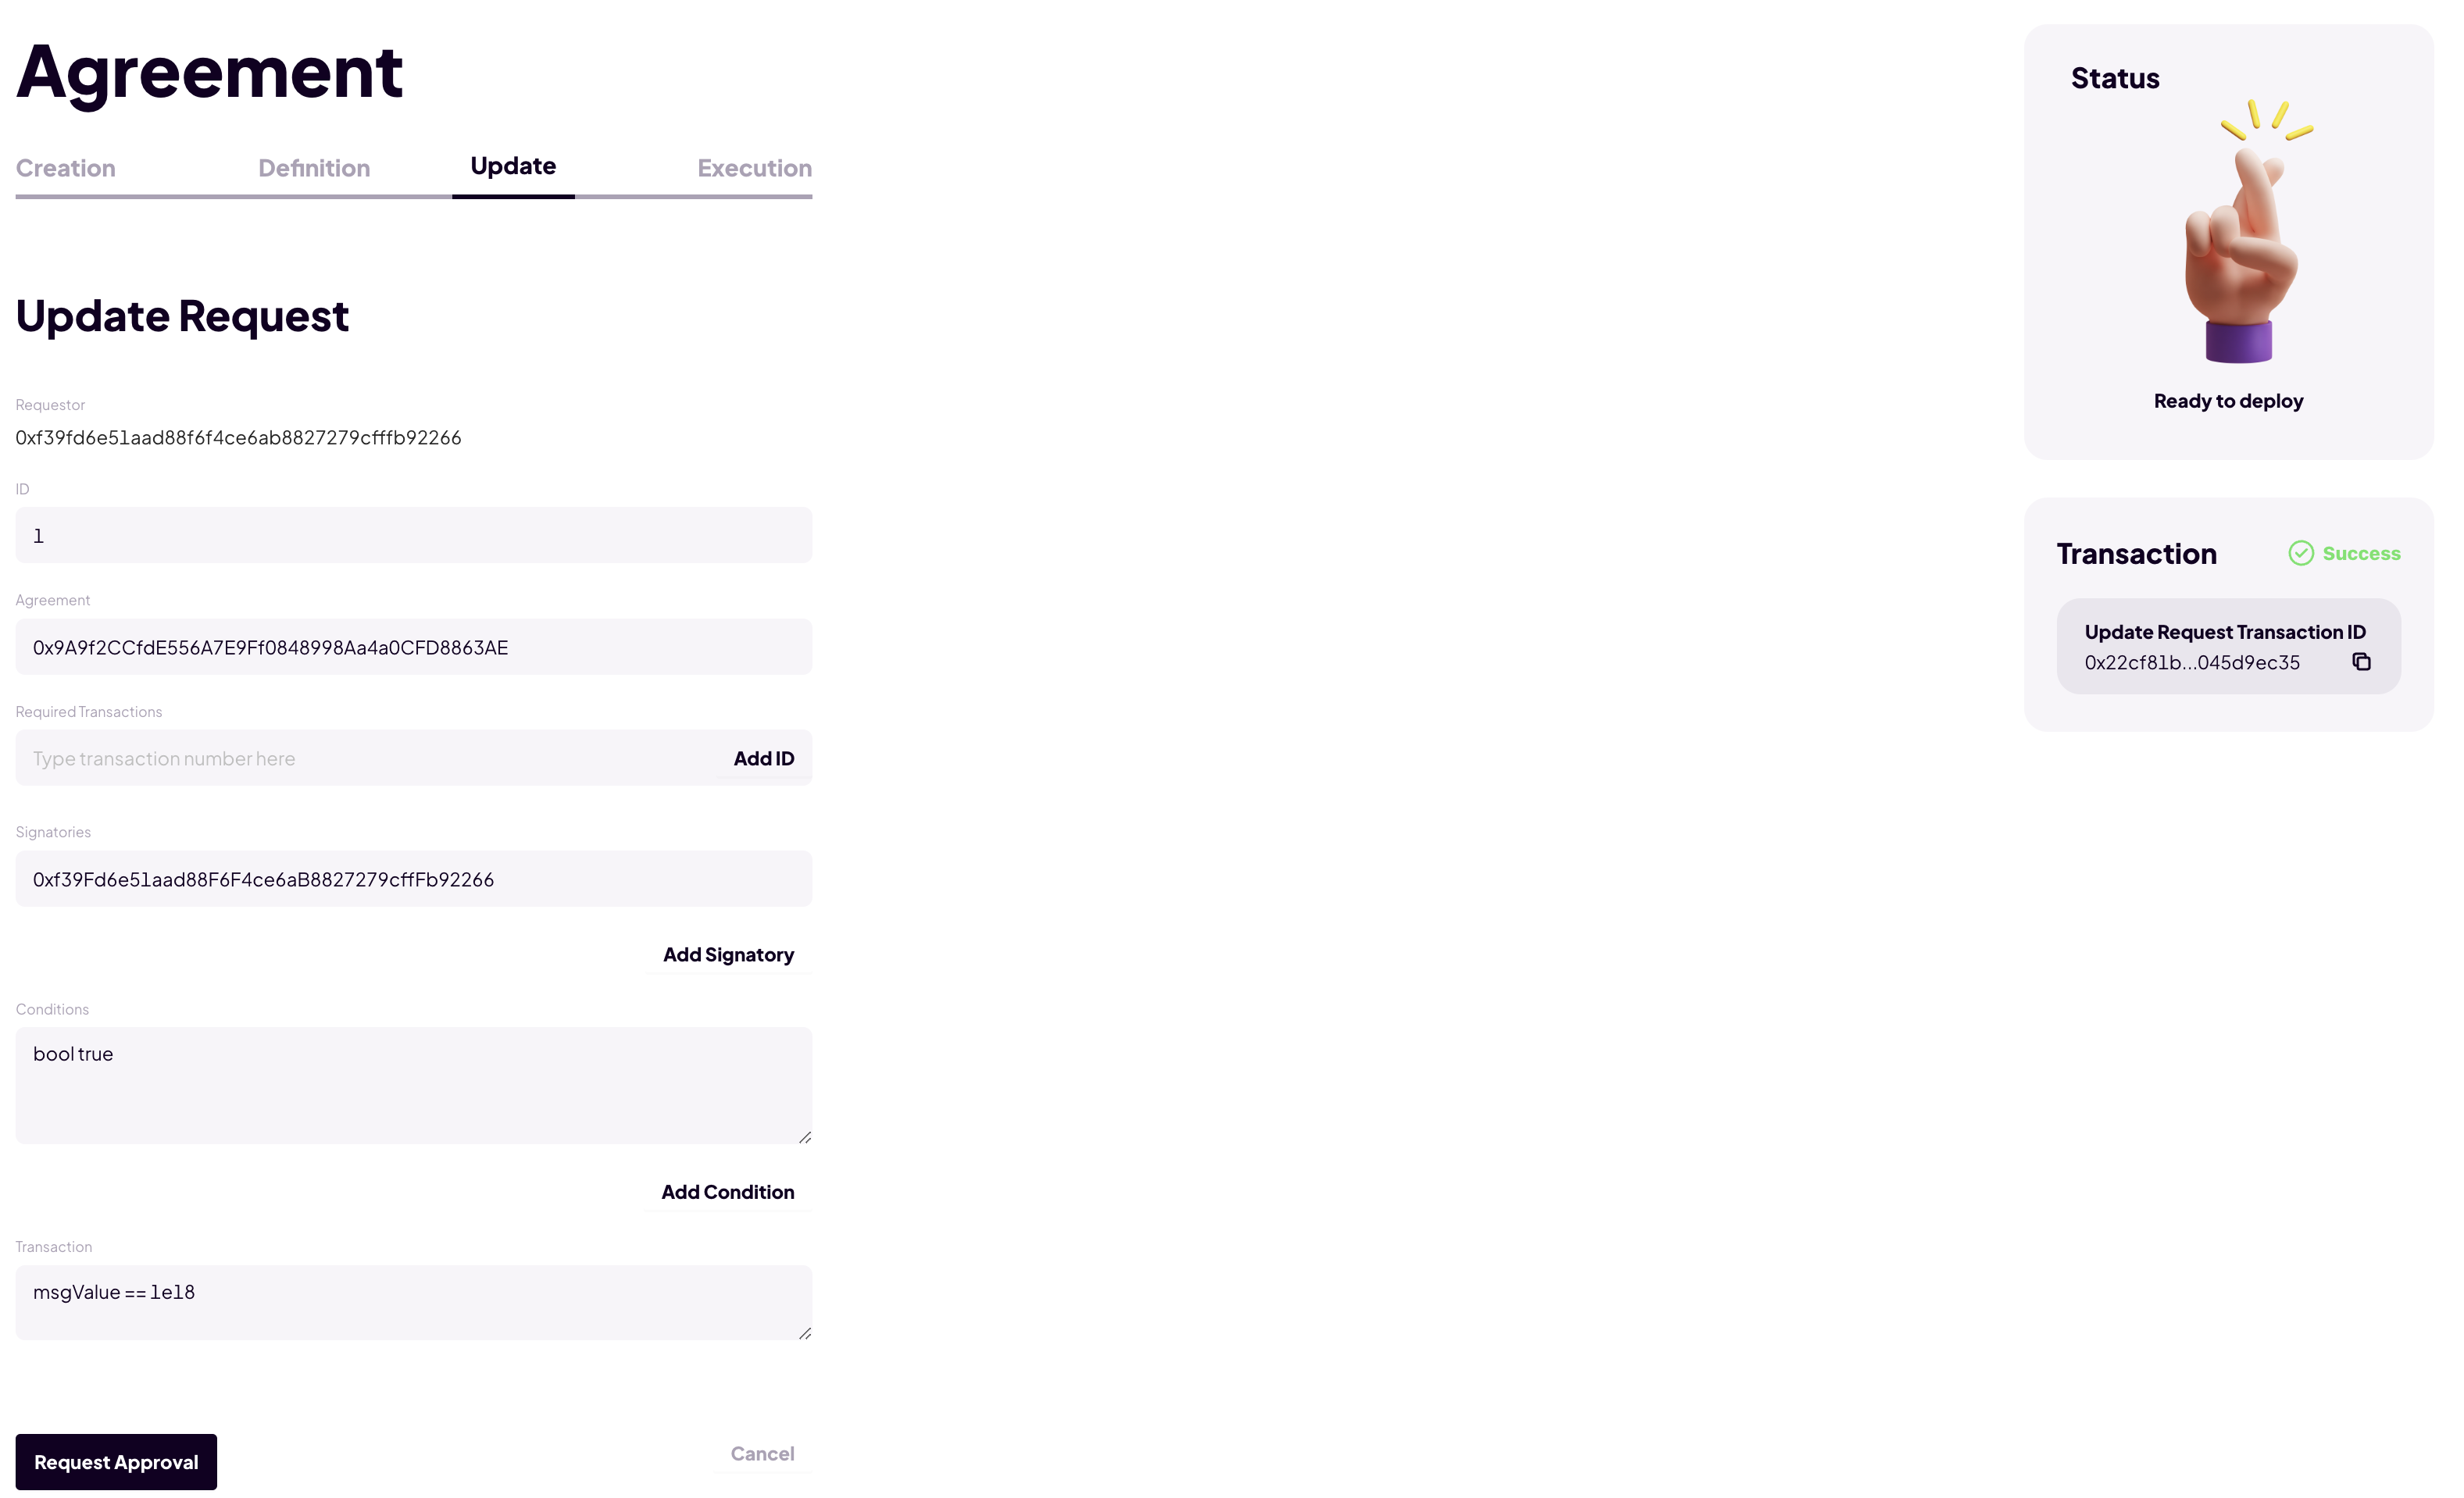 Agreement
Creation Definition Update Execution
Update Request
Requestor
0xf39fd6e51aad88f6f4ce6ab8827279cfffb92266
ID
1
Agreement
0x9A9f2CCfdE556A7E9Ff0848998Aa4a0CFD8863AE
Required Transactions
Type transaction number here Add ID
Signatories
0xf39Fd6e51aad88F6F4ce6aB8827279cffFb92266
Add Signatory
Conditions
bool true
Add Condition
Transaction
msgValue == 1e18
Request Approval Cancel
Status
Ready to deploy
Transaction Success
Update Request Transaction ID
0x22cf81b...045d9ec35